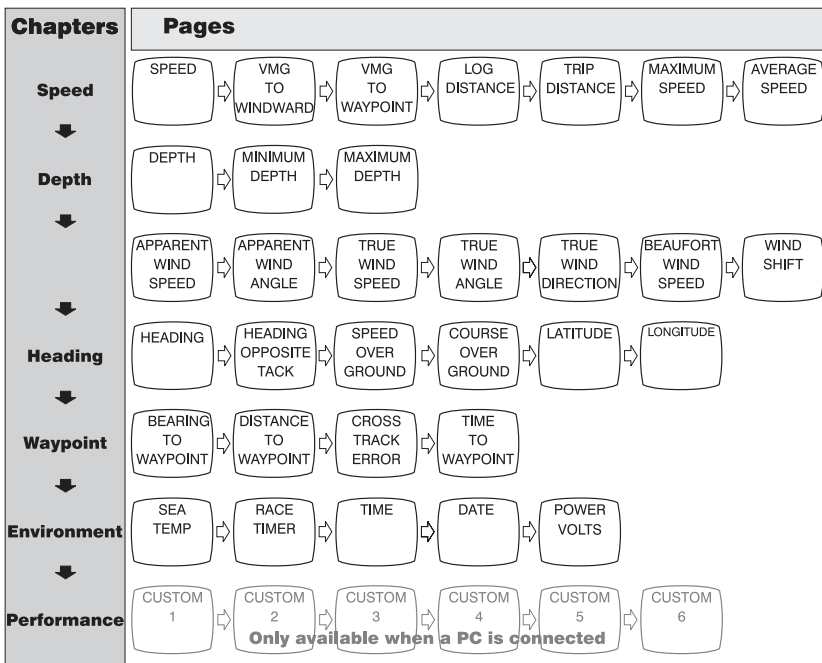 Chapters
Pages
Speed
SPEED
VMG
TO
WINDWARD
VMG
TO
WAYPOINT
LOG
DISTANCE
TRIP
DISTANCE
MAXIMUM
SPEED
AVERAGE
SPEED
Depth
DEPTH
MINIMUM
DEPTH
MAXIMUM
DEPTH
APPARENT
WIND
SPEED
APPARENT
WIND
ANGLE
TRUE
WIND
SPEED
TRUE
WIND
ANGLE
TRUE
WIND
DIRECTION
BEAUFORT
WIND
SPEED
WIND
SHIFT
Heading
HEADING
HEADING
OPPOSITE
TACK
SPEED
OVER
GROUND
COURSE
OVER
GROUND
LATITUDE
LONGITUDE
Waypoint
BEARING
TO
WAYPOINT
DISTANCE
TO
WAYPOINT
CROSS
TRACK
ERROR
TIME
TO
WAYPOINT
Environment
SEA
TEMP
RACE
TIMER
TIME
DATE
POWER
VOLTS
Performance
CUSTOM
1
CUSTOM
2
CUSTOM
3
CUSTOM
4
CUSTOM
5
CUSTOM
6
Only available when a PC is connected